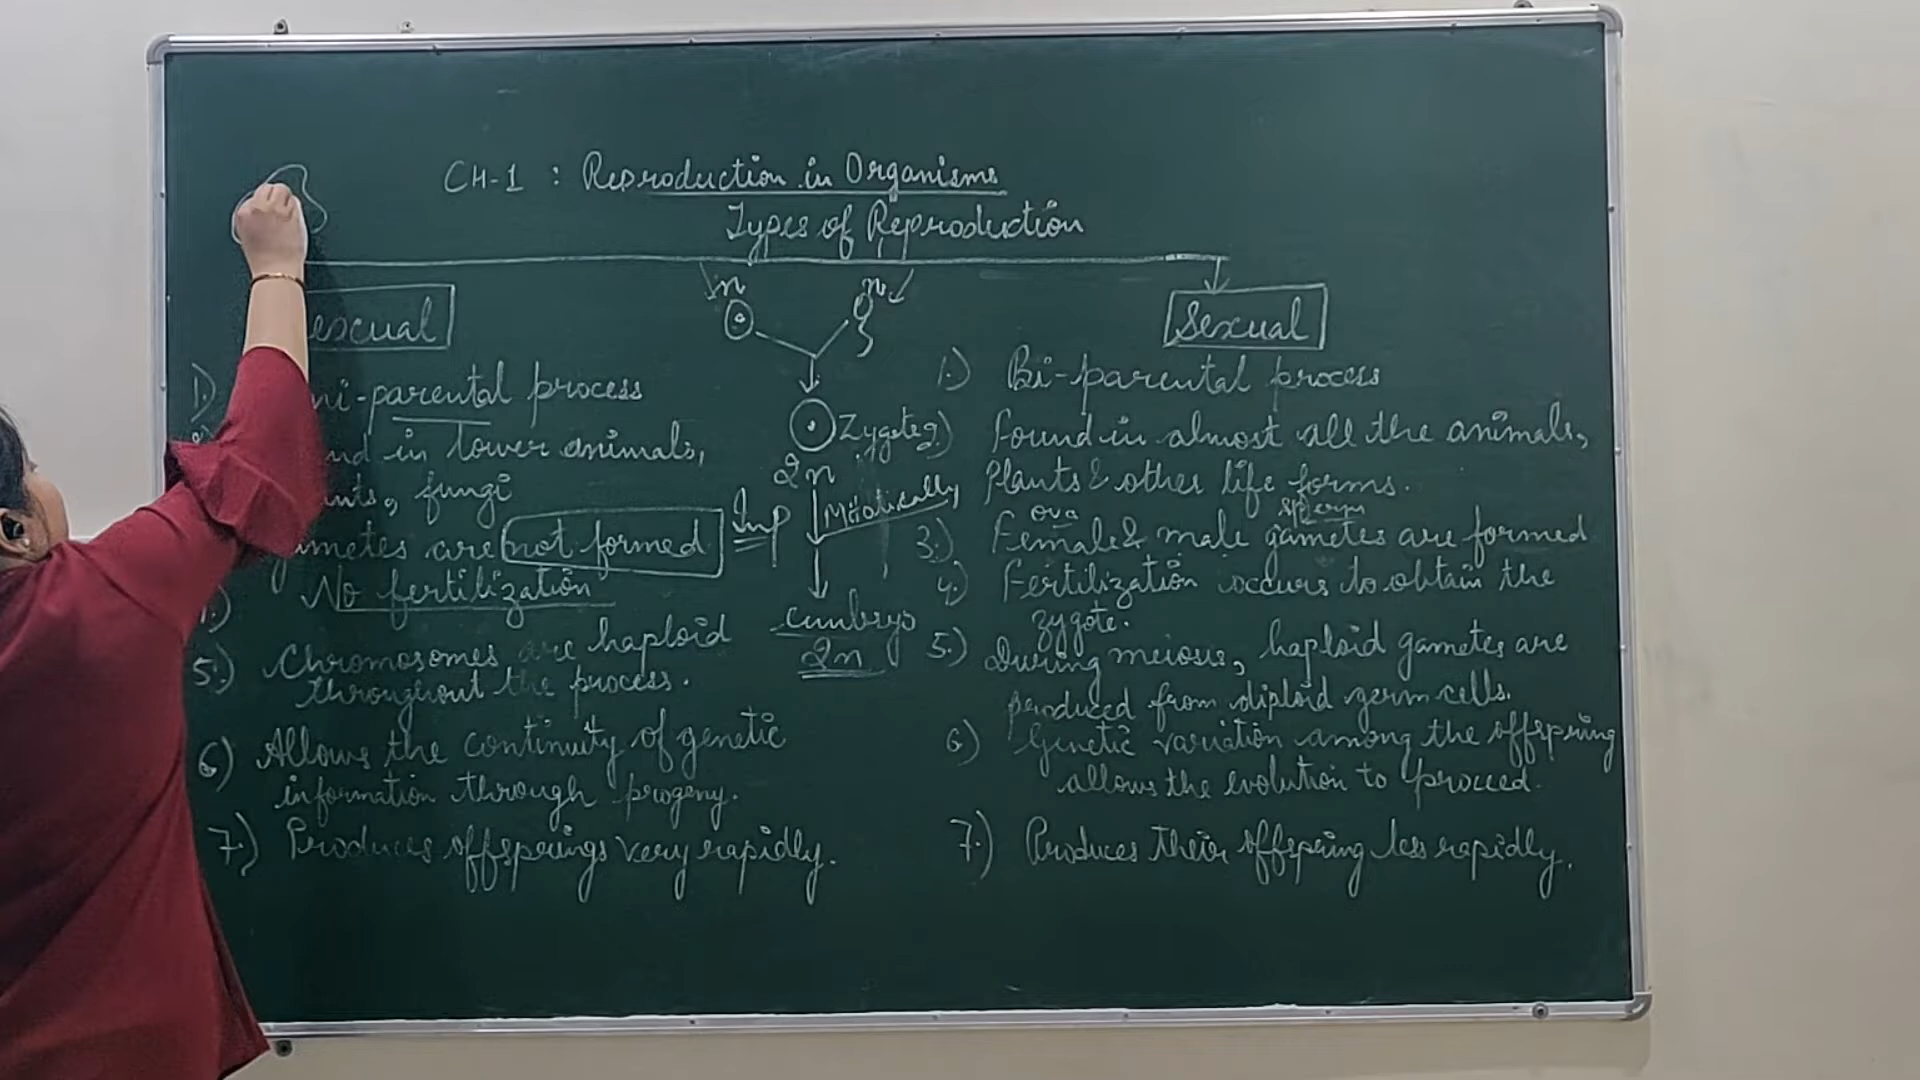 CH-1 : Reproduction in Organisms
Types of Reproduction
exual
1.) ni-parental process
nd in lower animals,
nts, fungi
metes are not formed Imp
No fertilization
5.) Chromosomes are haploid
throughout the process.
6) Allows the continuity of genetic
information through progeny.
7.) Produces offsprings very rapidly.
n n
Zygote
2n
Mitotically
embryo
2n
Sexual
1.) Bi-parental process
2.) Found in almost all the animals,
Plants & other life forms.
ova sperm
3.) Female & male gametes are formed
4.) Fertilization occurs to obtain the
zygote.
5.) During meiosis, haploid gametes are
produced from diploid germ cells.
6) Genetic variation among the offspring
allows the evolution to proceed.
7.) Produces their offspring less rapidly.